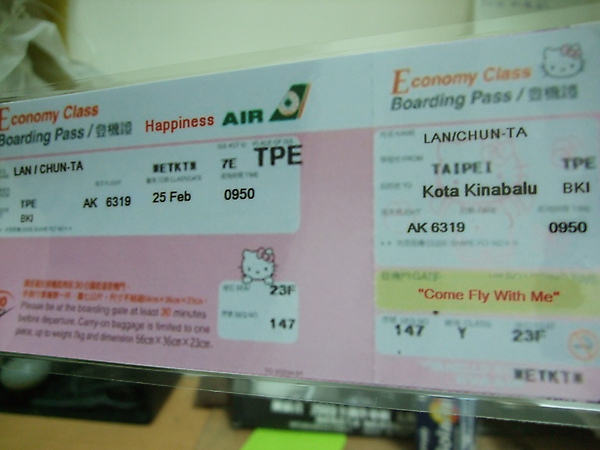 Economy Class
Boarding Pass / 登機證
Happiness AIR
LAN / CHUN-TA
*ETKT* 7E TPE
TPE AK 6319 25 Feb 0950
BKI
23F
147
Please be at the boarding gate at least 30 minutes
before departure. Carry-on baggage is limited to one
piece, up to weight 7kg and dimension 56cm×36cm×23cm.
Economy Class
Boarding Pass / 登機證
LAN/CHUN-TA
TAIPEI TPE
Kota Kinabalu BKI
AK 6319 0950
"Come Fly With Me"
147 Y 23F
*ETKT*